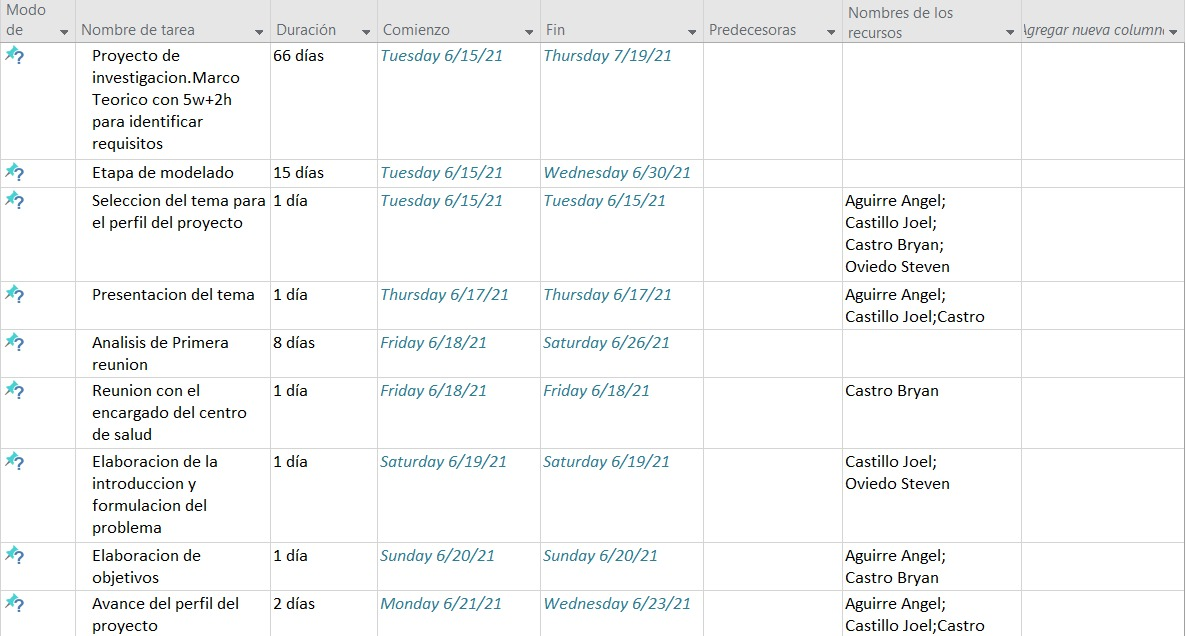 Modo de
Nombre de tarea
Duración
Comienzo
Fin
Predecesoras
Nombres de los recursos
Agregar nueva column
Proyecto de
investigacion.Marco
Teorico con 5w+2h
para identificar
requisitos
66 días
Tuesday 6/15/21
Thursday 7/19/21
Etapa de modelado
15 días
Tuesday 6/15/21
Wednesday 6/30/21
Seleccion del tema para
el perfil del proyecto
1 día
Tuesday 6/15/21
Tuesday 6/15/21
Aguirre Angel;
Castillo Joel;
Castro Bryan;
Oviedo Steven
Presentacion del tema
1 día
Thursday 6/17/21
Thursday 6/17/21
Aguirre Angel;
Castillo Joel;Castro
Analisis de Primera
reunion
8 días
Friday 6/18/21
Saturday 6/26/21
Reunion con el
encargado del centro
de salud
1 día
Friday 6/18/21
Friday 6/18/21
Castro Bryan
Elaboracion de la
introduccion y
formulacion del
problema
1 día
Saturday 6/19/21
Saturday 6/19/21
Castillo Joel;
Oviedo Steven
Elaboracion de
objetivos
1 día
Sunday 6/20/21
Sunday 6/20/21
Aguirre Angel;
Castro Bryan
Avance del perfil del
proyecto
2 días
Monday 6/21/21
Wednesday 6/23/21
Aguirre Angel;
Castillo Joel;Castro